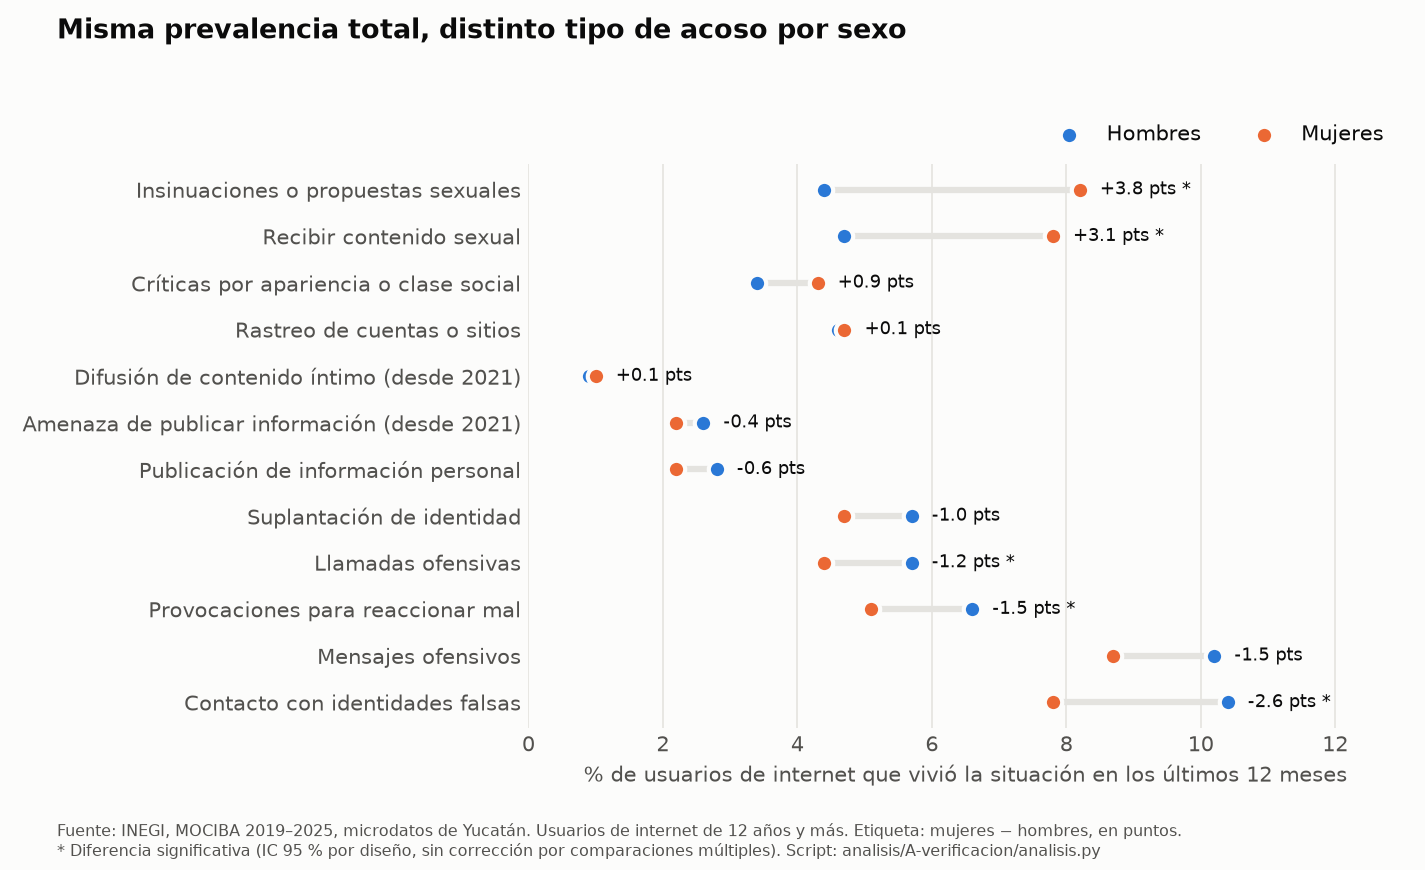 Misma prevalencia total, distinto tipo de acoso por sexo
Hombres Mujeres
Insinuaciones o propuestas sexuales +3.8 pts *
Recibir contenido sexual +3.1 pts *
Críticas por apariencia o clase social +0.9 pts
Rastreo de cuentas o sitios +0.1 pts
Difusión de contenido íntimo (desde 2021) +0.1 pts
Amenaza de publicar información (desde 2021) -0.4 pts
Publicación de información personal -0.6 pts
Suplantación de identidad -1.0 pts
Llamadas ofensivas -1.2 pts *
Provocaciones para reaccionar mal -1.5 pts *
Mensajes ofensivos -1.5 pts
Contacto con identidades falsas -2.6 pts *
0 2 4 6 8 10 12
% de usuarios de internet que vivió la situación en los últimos 12 meses
Fuente: INEGI, MOCIBA 2019–2025, microdatos de Yucatán. Usuarios de internet de 12 años y más. Etiqueta: mujeres − hombres, en puntos.
* Diferencia significativa (IC 95 % por diseño, sin corrección por comparaciones múltiples). Script: analisis/A-verificacion/analisis.py